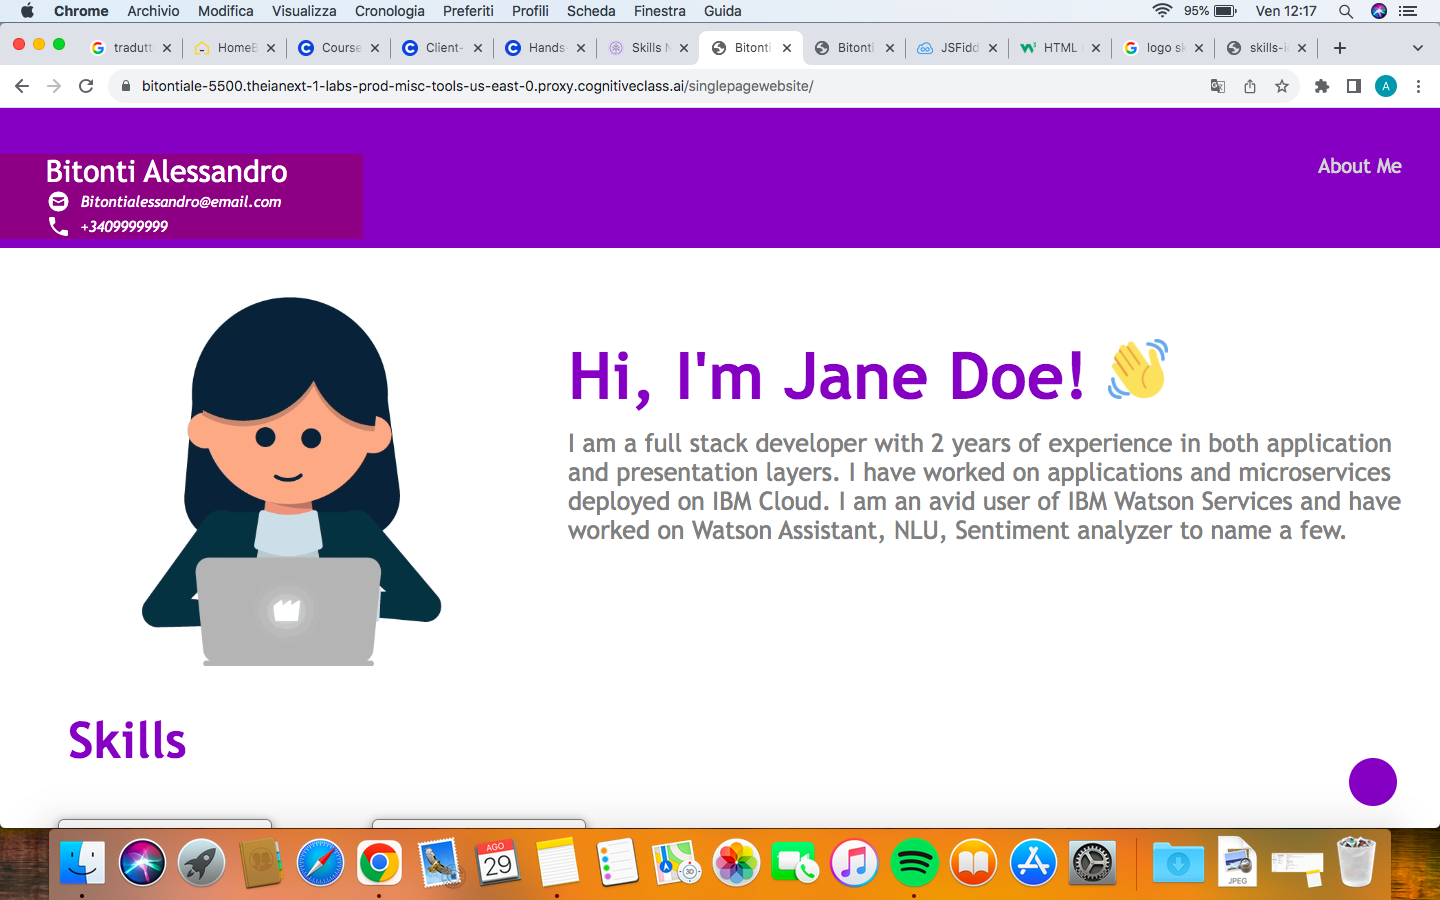 Chrome Archivio Modifica Visualizza Cronologia Preferiti Profili Scheda Finestra Guida 95% Ven 12:17
tradutt HomeB Course Client- Hands- Skills N Bitonti Bitonti JSFidd HTML logo sk skills-i
bitontiale-5500.theianext-1-labs-prod-misc-tools-us-east-0.proxy.cognitiveclass.ai/singlepagewebsite/ A
Bitonti Alessandro
About Me
Bitontialessandro@email.com
+3409999999
Hi, I'm Jane Doe!
I am a full stack developer with 2 years of experience in both application
and presentation layers. I have worked on applications and microservices
deployed on IBM Cloud. I am an avid user of IBM Watson Services and have
worked on Watson Assistant, NLU, Sentiment analyzer to name a few.
Skills
AGO
29
3D
JPEG